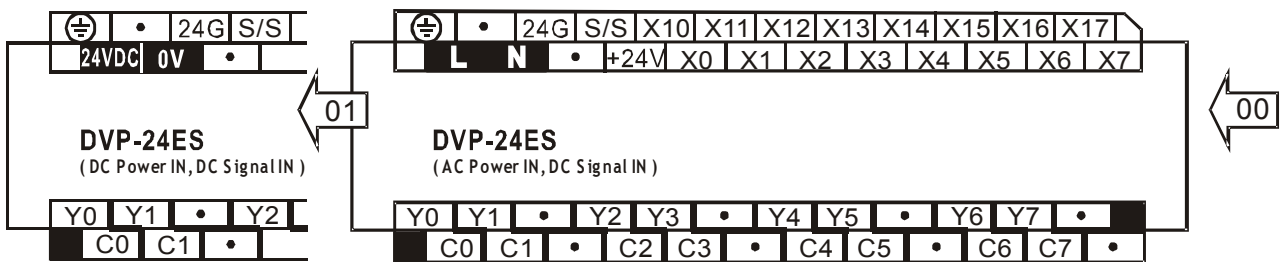 24G S/S
24VDC 0V
01
DVP-24ES
(DC Power IN, DC Signal IN)
Y0 Y1 • Y2
C0 C1 •
24G S/S X10 X11 X12 X13 X14 X15 X16 X17
L N • +24V X0 X1 X2 X3 X4 X5 X6 X7
00
DVP-24ES
(AC Power IN, DC Signal IN)
Y0 Y1 • Y2 Y3 • Y4 Y5 • Y6 Y7 •
C0 C1 • C2 C3 • C4 C5 • C6 C7 •